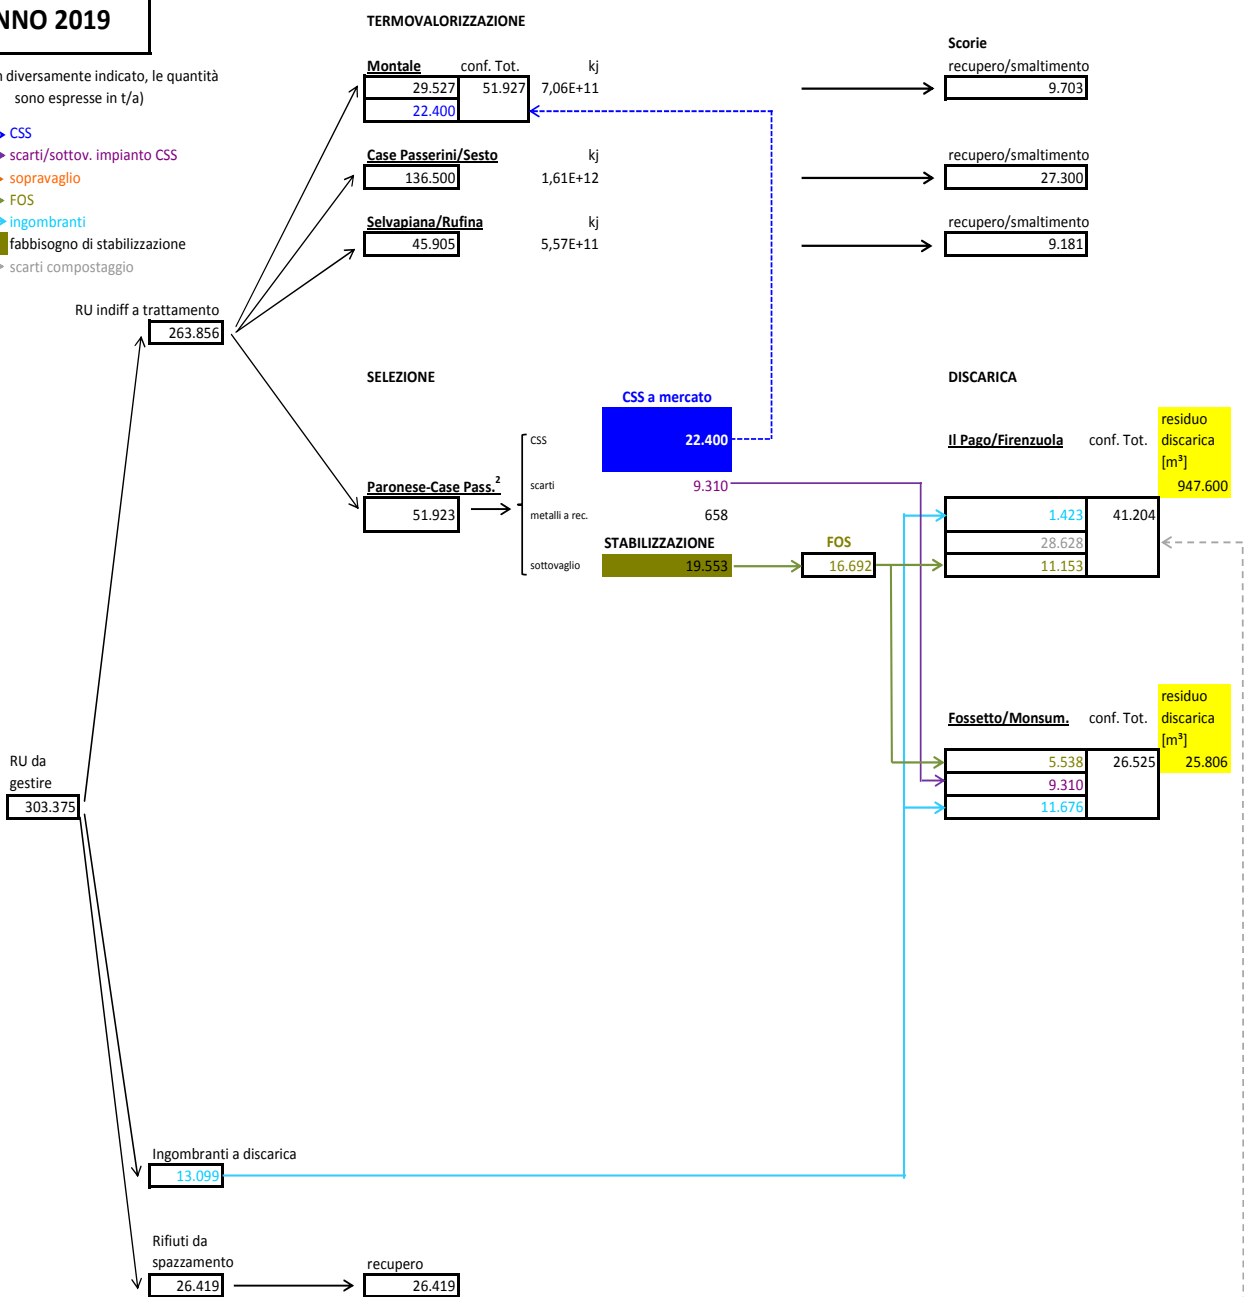 NNO 2019
n diversamente indicato, le quantità
sono espresse in t/a)
CSS
scarti/sottov. impianto CSS
sopravaglio
FOS
ingombranti
fabbisogno di stabilizzazione
scarti compostaggio
TERMOVALORIZZAZIONE
Montale conf. Tot. kj
29.527 51.927 7,06E+11
22.400
Case Passerini/Sesto kj
136.500 1,61E+12
Selvapiana/Rufina kj
45.905 5,57E+11
Scorie
recupero/smaltimento
9.703
recupero/smaltimento
27.300
recupero/smaltimento
9.181
RU indiff a trattamento
263.856
SELEZIONE
CSS a mercato
CSS 22.400
Paronese-Case Pass.²
51.923
scarti 9.310
metalli a rec. 658
STABILIZZAZIONE FOS
sottovaglio 19.553 16.692
DISCARICA
Il Pago/Firenzuola conf. Tot.
residuo
discarica
[m³]
947.600
1.423 41.204
28.628
11.153
Fossetto/Monsum. conf. Tot.
residuo
discarica
[m³]
25.806
5.538 26.525
9.310
11.676
RU da
gestire
303.375
Ingombranti a discarica
13.099
Rifiuti da
spazzamento
26.419
recupero
26.419